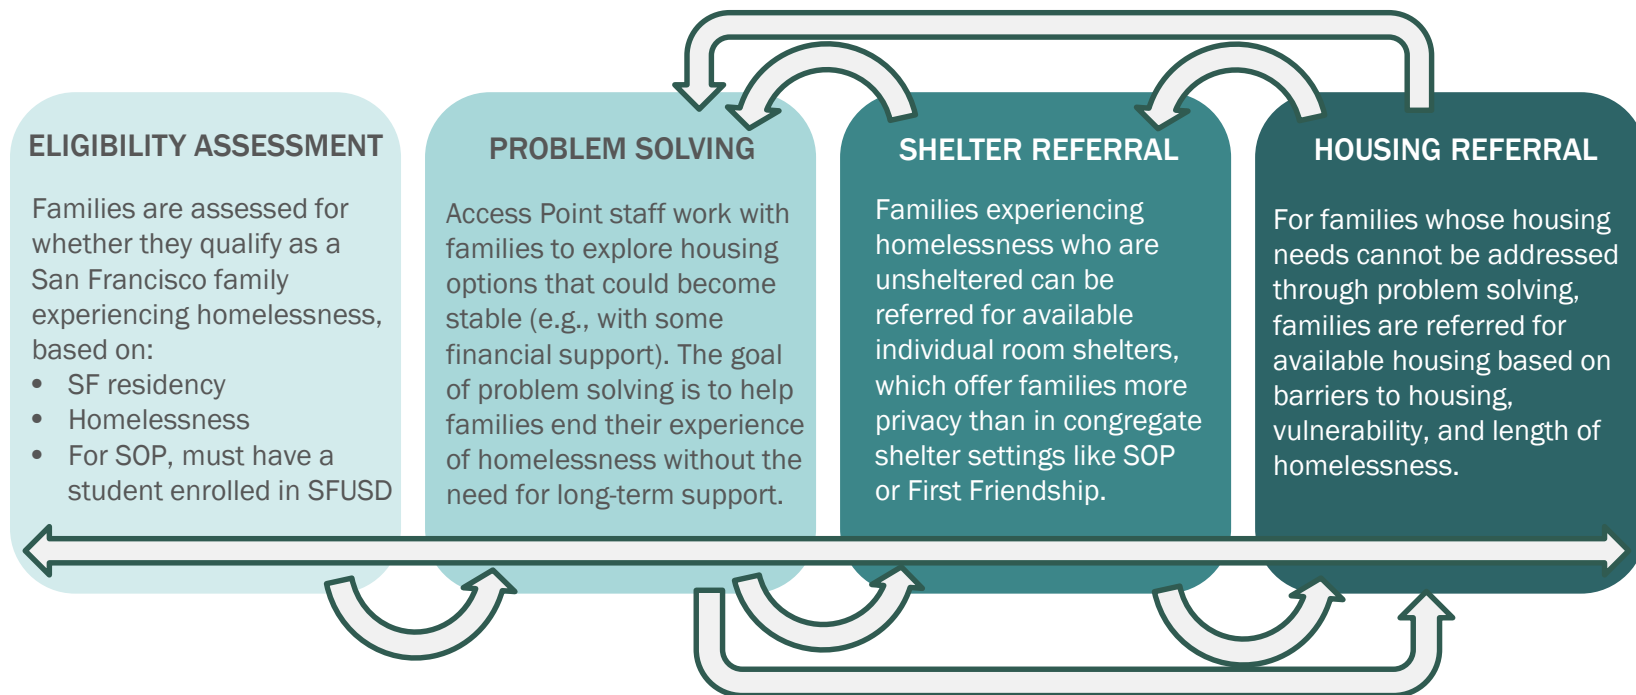 ELIGIBILITY ASSESSMENT
Families are assessed for
whether they qualify as a
San Francisco family
experiencing homelessness,
based on:
• SF residency
• Homelessness
• For SOP, must have a
student enrolled in SFUSD
PROBLEM SOLVING
Access Point staff work with
families to explore housing
options that could become
stable (e.g., with some
financial support). The goal
of problem solving is to help
families end their experience
of homelessness without the
need for long-term support.
SHELTER REFERRAL
Families experiencing
homelessness who are
unsheltered can be
referred for available
individual room shelters,
which offer families more
privacy than in congregate
shelter settings like SOP
or First Friendship.
HOUSING REFERRAL
For families whose housing
needs cannot be addressed
through problem solving,
families are referred for
available housing based on
barriers to housing,
vulnerability, and length of
homelessness.